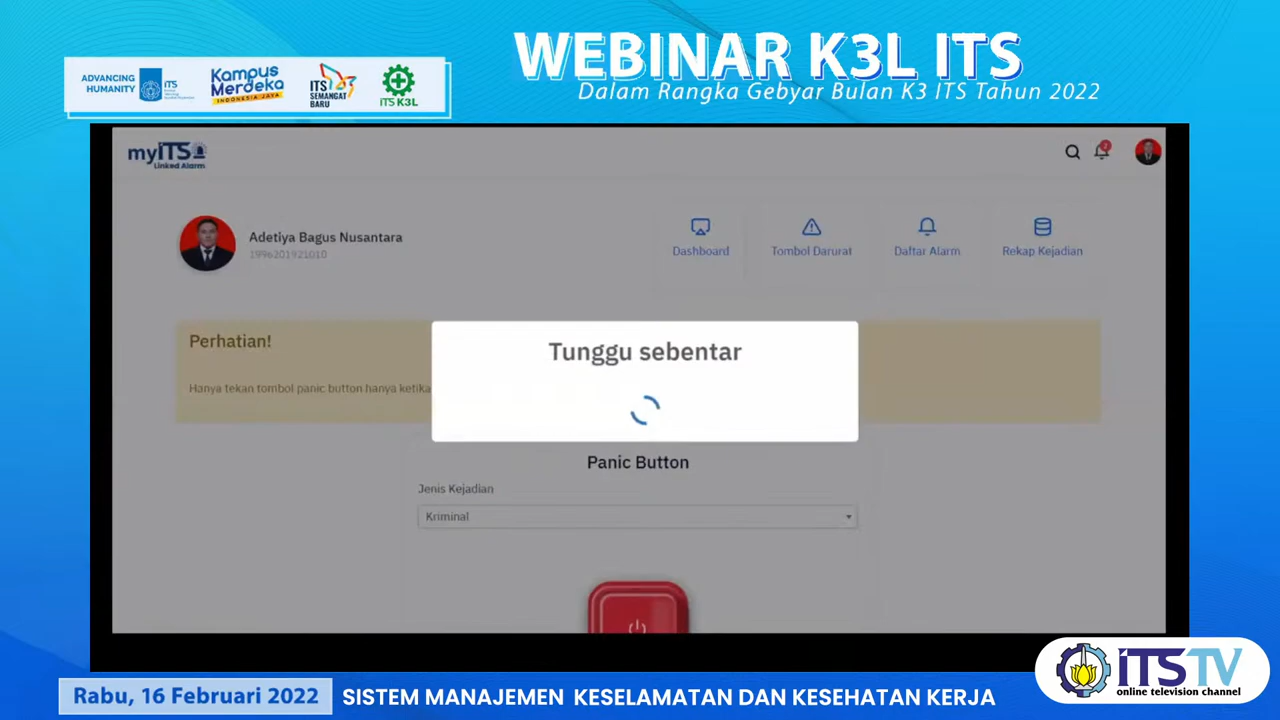 WEBINAR K3L ITS
Dalam Rangka Gebyar Bulan K3 ITS Tahun 2022
ADVANCING
HUMANITY
ITS
Kampus
Merdeka
INDONESIA JAYA
ITS
SEMANGAT
BARU
ITS K3L
myITS
Linked Alarm
2
Adetiya Bagus Nusantara
1996201921010
Dashboard
Tombol Darurat
Daftar Alarm
Rekap Kejadian
Perhatian!
Hanya tekan tombol panic button hanya ketika
Tunggu sebentar
Panic Button
Jenis Kejadian
Kriminal
Rabu, 16 Februari 2022
SISTEM MANAJEMEN KESELAMATAN DAN KESEHATAN KERJA
ITS TV
online television channel